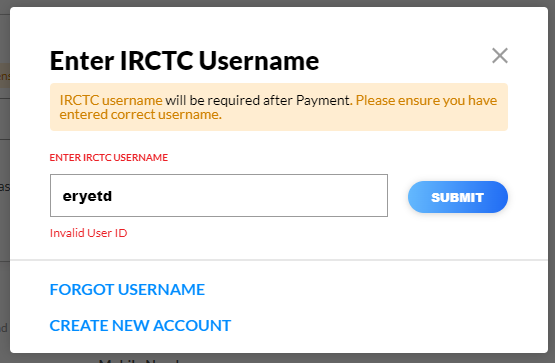 Enter IRCTC Username
IRCTC username will be required after Payment. Please ensure you have
entered correct username.
ENTER IRCTC USERNAME
eryetd
SUBMIT
Invalid User ID
FORGOT USERNAME
CREATE NEW ACCOUNT